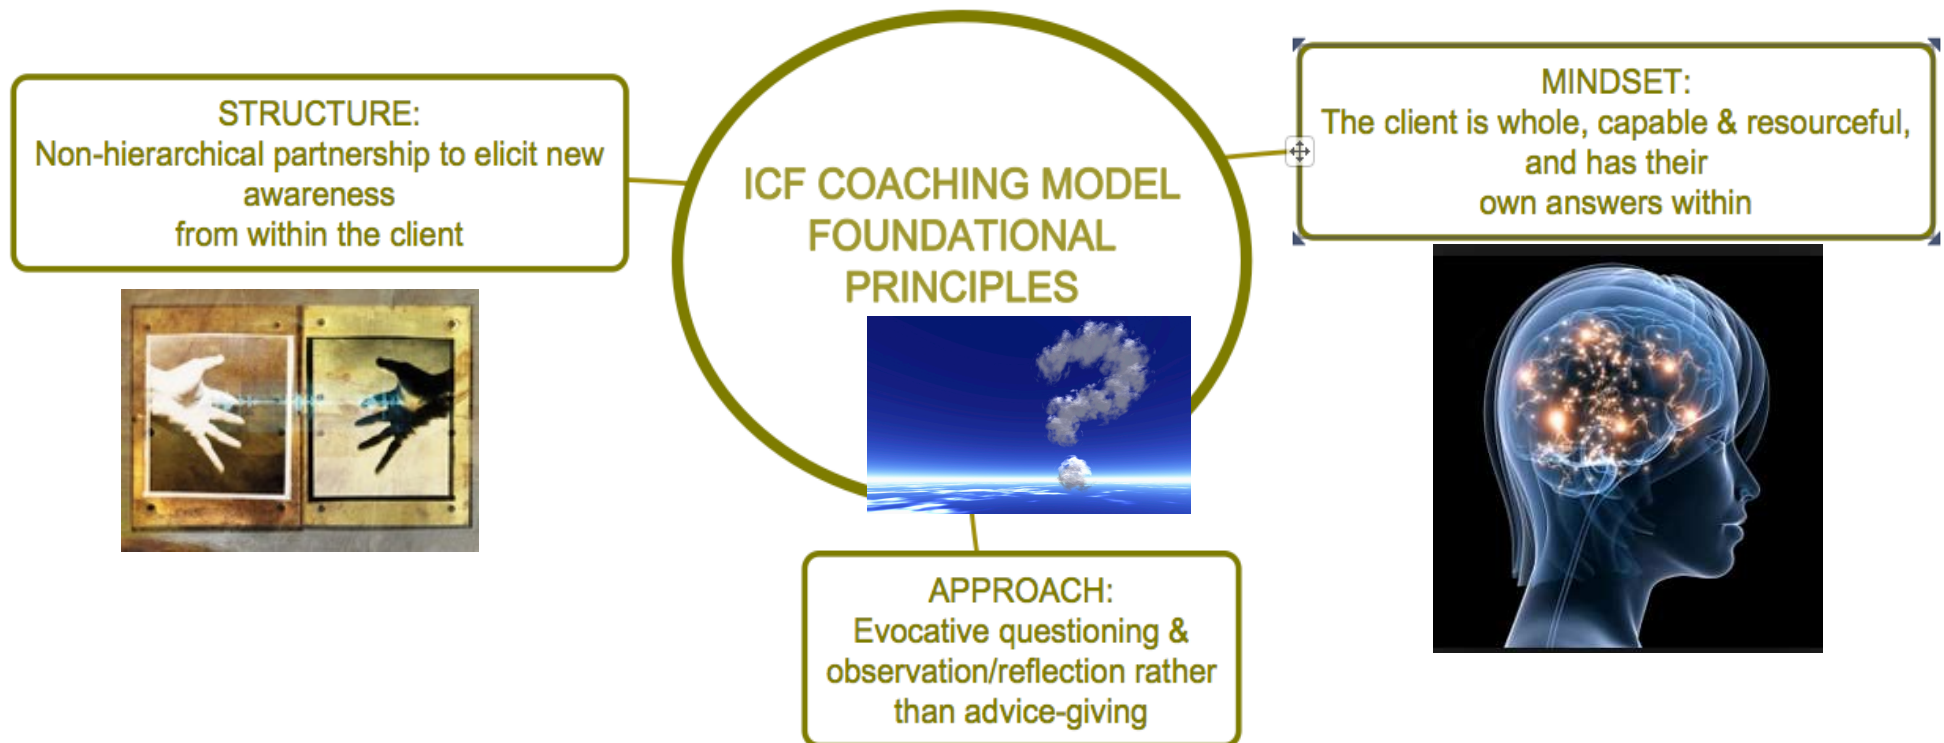 STRUCTURE:
Non-hierarchical partnership to elicit new
awareness
from within the client
ICF COACHING MODEL
FOUNDATIONAL
PRINCIPLES
MINDSET:
The client is whole, capable & resourceful,
and has their
own answers within
APPROACH:
Evocative questioning &
observation/reflection rather
than advice-giving